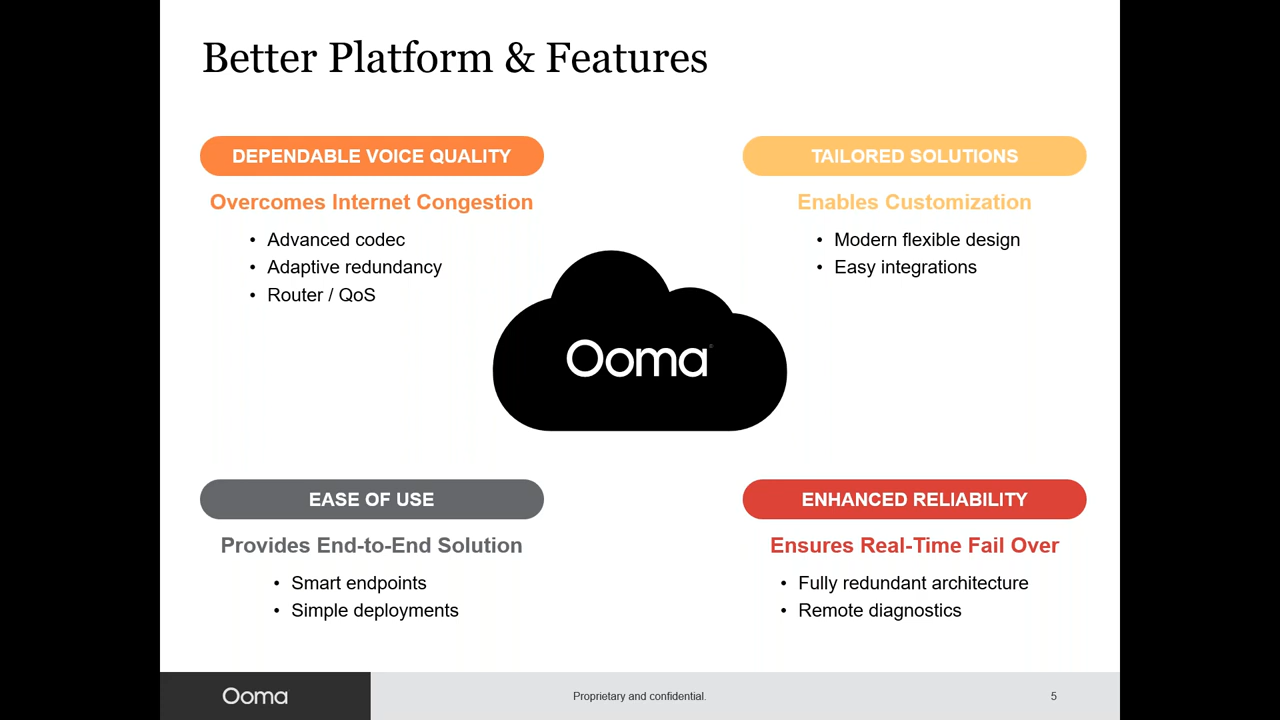 Better Platform & Features
DEPENDABLE VOICE QUALITY
Overcomes Internet Congestion
• Advanced codec
• Adaptive redundancy
• Router / QoS
TAILORED SOLUTIONS
Enables Customization
• Modern flexible design
• Easy integrations
Ooma
EASE OF USE
Provides End-to-End Solution
• Smart endpoints
• Simple deployments
ENHANCED RELIABILITY
Ensures Real-Time Fail Over
• Fully redundant architecture
• Remote diagnostics
Ooma
Proprietary and confidential.
5